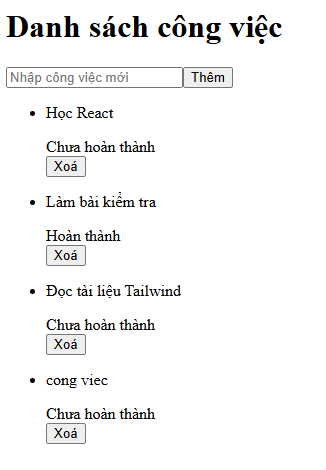 Danh sách công việc
Nhập công việc mới Thêm
Học React
Chưa hoàn thành
Xoá
Làm bài kiểm tra
Hoàn thành
Xoá
Đọc tài liệu Tailwind
Chưa hoàn thành
Xoá
cong viec
Chưa hoàn thành
Xoá